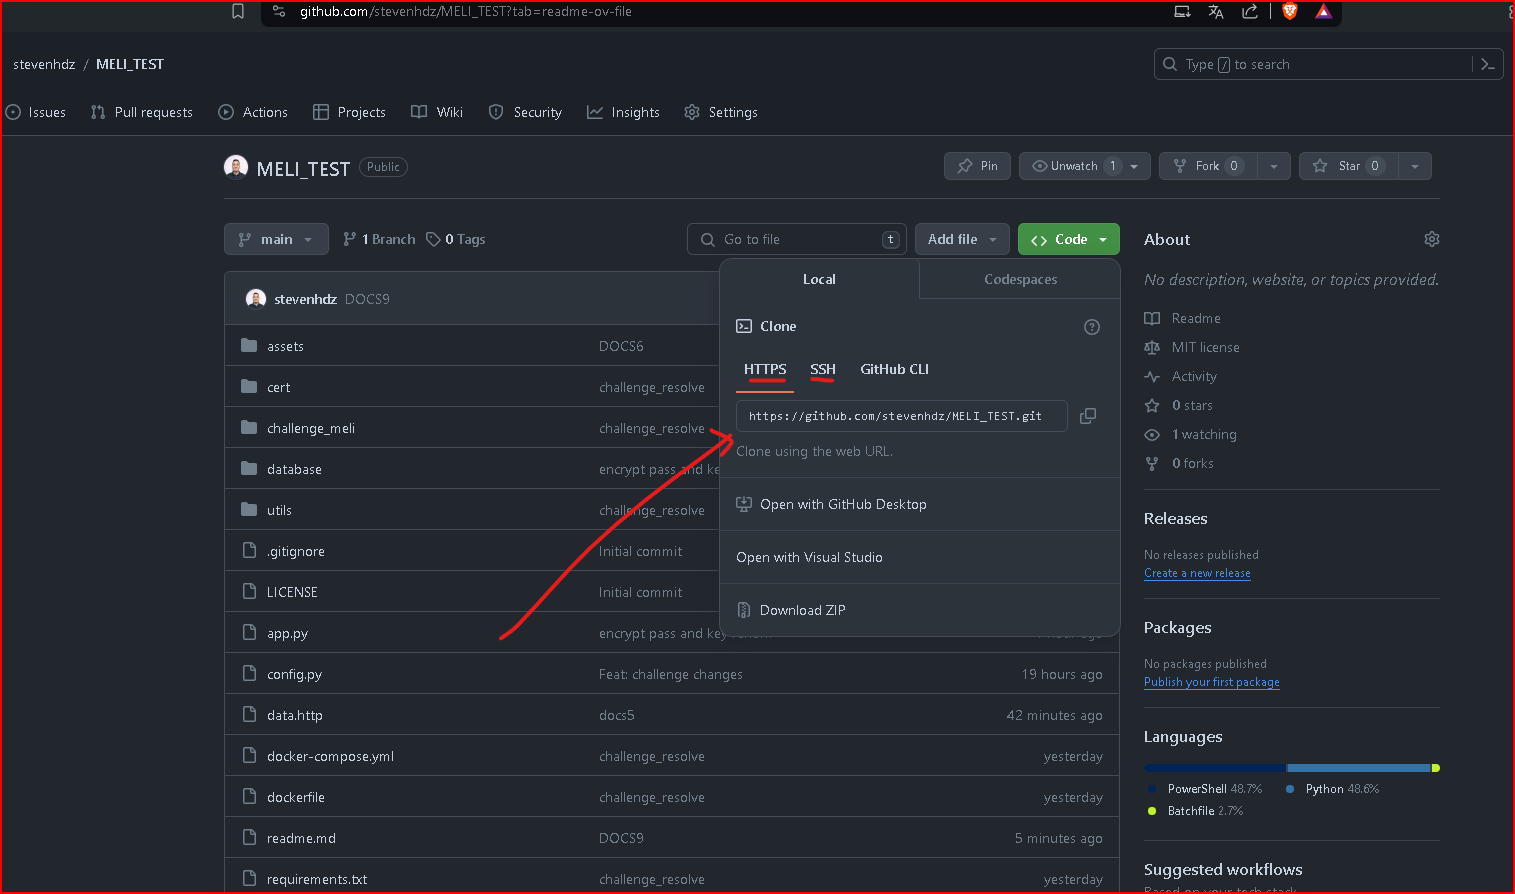 github.com/stevenhdz/MELI_TEST?tab=readme-ov-file
stevenhdz / MELI_TEST
Type / to search
Issues
Pull requests
Actions
Projects
Wiki
Security
Insights
Settings
MELI_TEST Public
Pin
Unwatch 1
Fork 0
Star 0
main
1 Branch
0 Tags
Go to file t
Add file
<> Code
stevenhdz DOCS9
assets DOCS6
cert challenge_resolve
challenge_meli challenge_resolve
database encrypt pass and ke
utils challenge_resolve
.gitignore Initial commit
LICENSE Initial commit
app.py encrypt pass and key
config.py Feat: challenge changes 19 hours ago
data.http docs5 42 minutes ago
docker-compose.yml challenge_resolve yesterday
dockerfile challenge_resolve yesterday
readme.md DOCS9 5 minutes ago
requirements.txt challenge_resolve yesterday
Local
Codespaces
Clone
HTTPS SSH GitHub CLI
https://github.com/stevenhdz/MELI_TEST.git
Clone using the web URL.
Open with GitHub Desktop
Open with Visual Studio
Download ZIP
About
No description, website, or topics provided.
Readme
MIT license
Activity
0 stars
1 watching
0 forks
Releases
No releases published
Create a new release
Packages
No packages published
Publish your first package
Languages
PowerShell 48.7% Python 48.6%
Batchfile 2.7%
Suggested workflows
Based on your tech stack